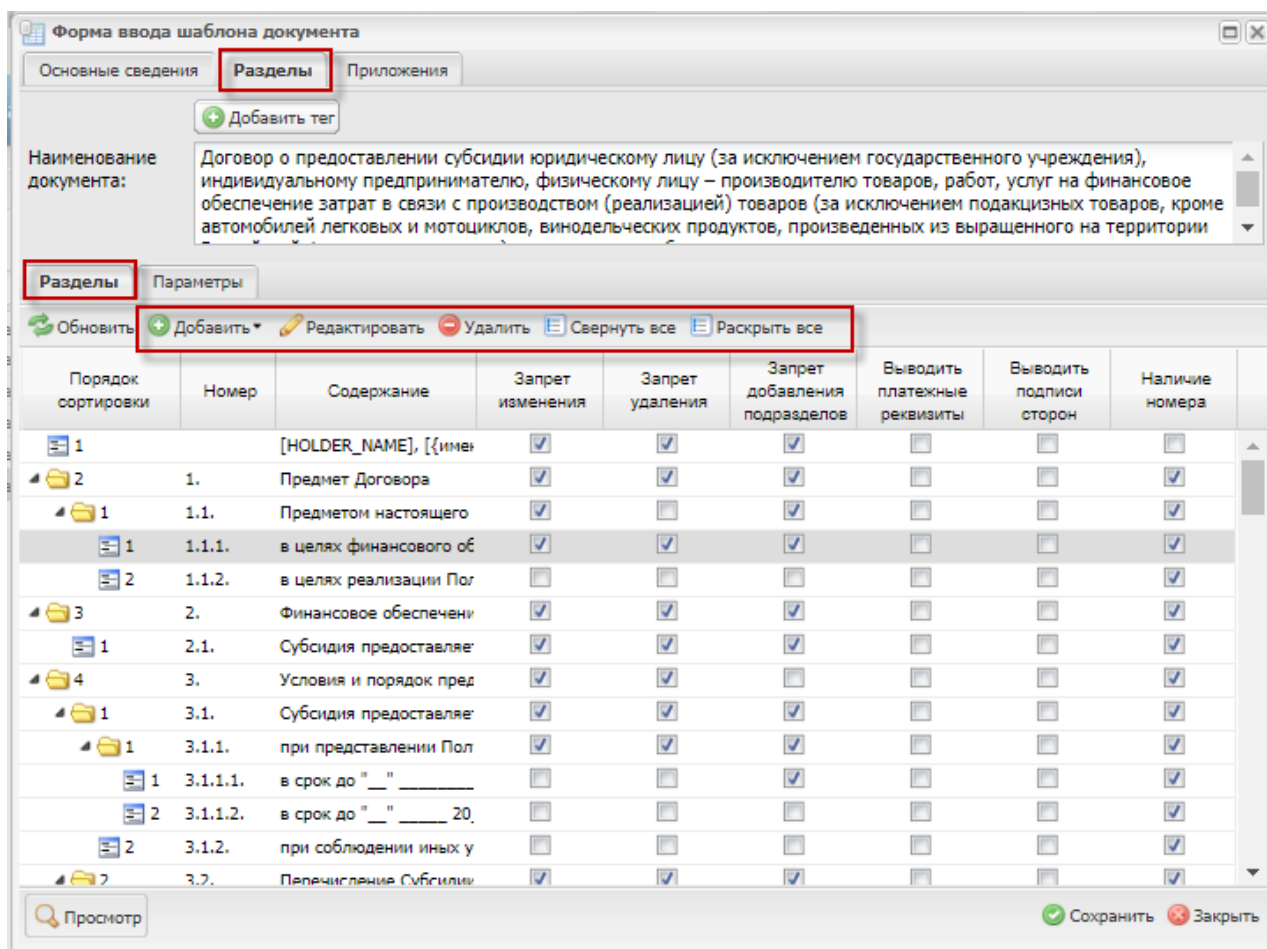 Форма ввода шаблона документа
Основные сведения Разделы Приложения
Добавить тег
Наименование документа:
Договор о предоставлении субсидии юридическому лицу (за исключением государственного учреждения),
индивидуальному предпринимателю, физическому лицу – производителю товаров, работ, услуг на финансовое
обеспечение затрат в связи с производством (реализацией) товаров (за исключением подакцизных товаров, кроме
автомобилей легковых и мотоциклов, винодельческих продуктов, произведенных из выращенного на территории
Разделы Параметры
Обновить Добавить Редактировать Удалить Свернуть все Раскрыть все
Порядок сортировки Номер Содержание Запрет изменения Запрет удаления Запрет добавления подразделов Выводить платежные реквизиты Выводить подписи сторон Наличие номера
1 [HOLDER_NAME], [{имен
2 1. Предмет Договора
1 1.1. Предметом настоящего
1 1.1.1. в целях финансового об
2 1.1.2. в целях реализации Пол
3 2. Финансовое обеспечени
1 2.1. Субсидия предоставляет
4 3. Условия и порядок пред
1 3.1. Субсидия предоставляет
1 3.1.1. при представлении Пол
1 3.1.1.1. в срок до "__" ________
2 3.1.1.2. в срок до "__" _____ 20_
2 3.1.2. при соблюдении иных у
2 3.2. Перечисление Субсидии
Просмотр Сохранить Закрыть